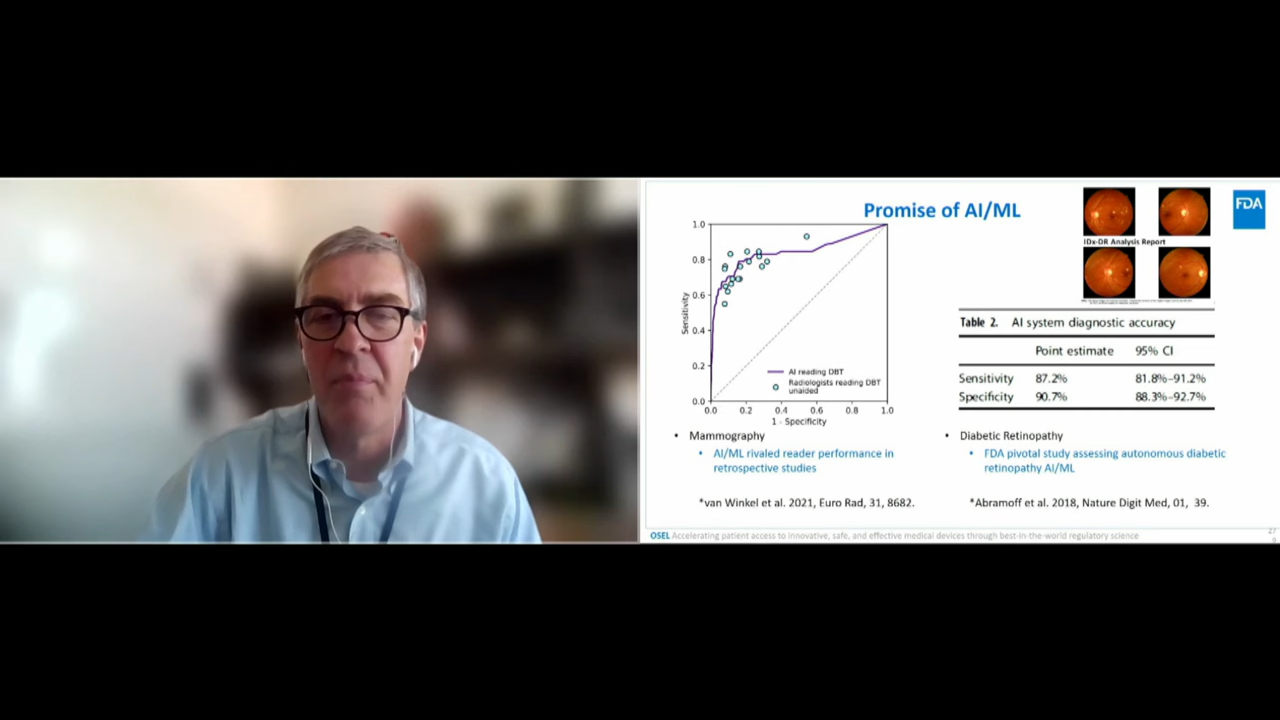 Promise of AI/ML
FDA
IDx-DR Analysis Report
1.0
0.8
0.6
0.4
0.2
0.0
Sensitivity
AI reading DBT
Radiologists reading DBT
unaided
0.0 0.2 0.4 0.6 0.8 1.0
1 - Specificity
Table 2. AI system diagnostic accuracy
Point estimate 95% CI
Sensitivity 87.2% 81.8%–91.2%
Specificity 90.7% 88.3%–92.7%
• Mammography
• AI/ML rivaled reader performance in
retrospective studies
*van Winkel et al. 2021, Euro Rad, 31, 8682.
• Diabetic Retinopathy
• FDA pivotal study assessing autonomous diabetic
retinopathy AI/ML
*Abramoff et al. 2018, Nature Digit Med, 01, 39.
OSEL Accelerating patient access to innovative, safe, and effective medical devices through best-in-the-world regulatory science